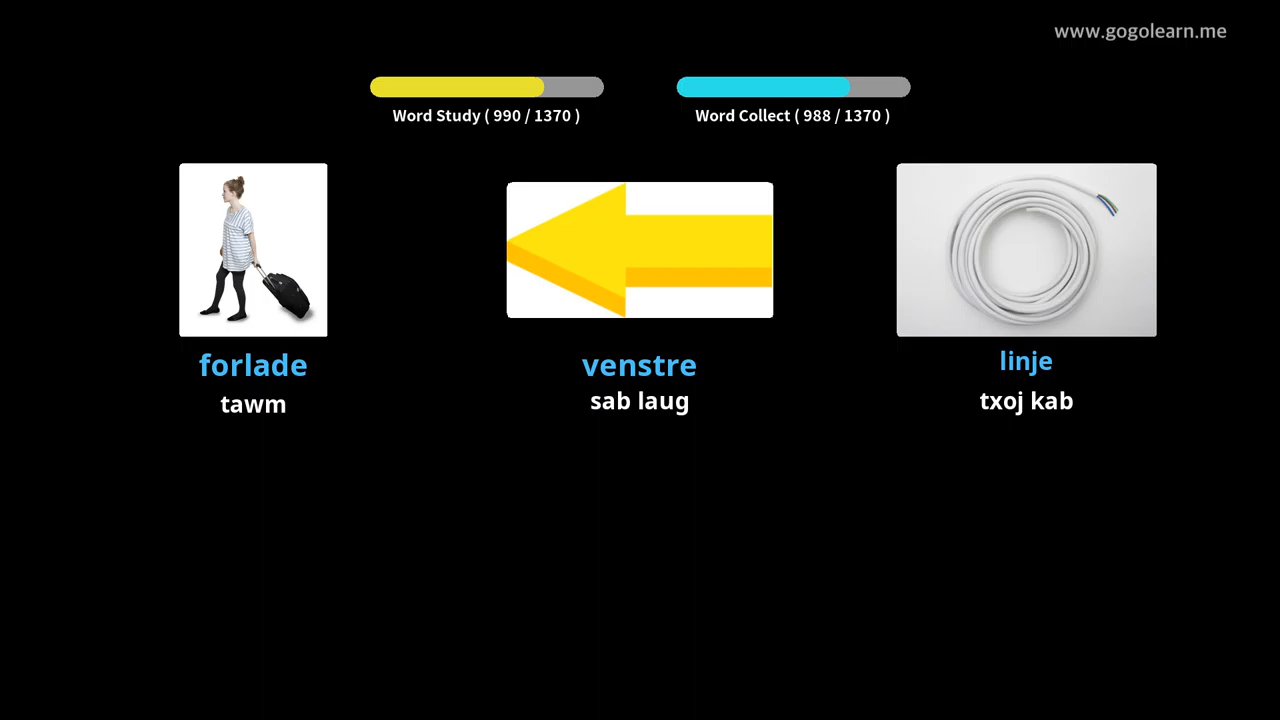 www.gogolearn.me
Word Study ( 990 / 1370 )
Word Collect ( 988 / 1370 )
forlade
tawm
venstre
sab laug
linje
txoj kab